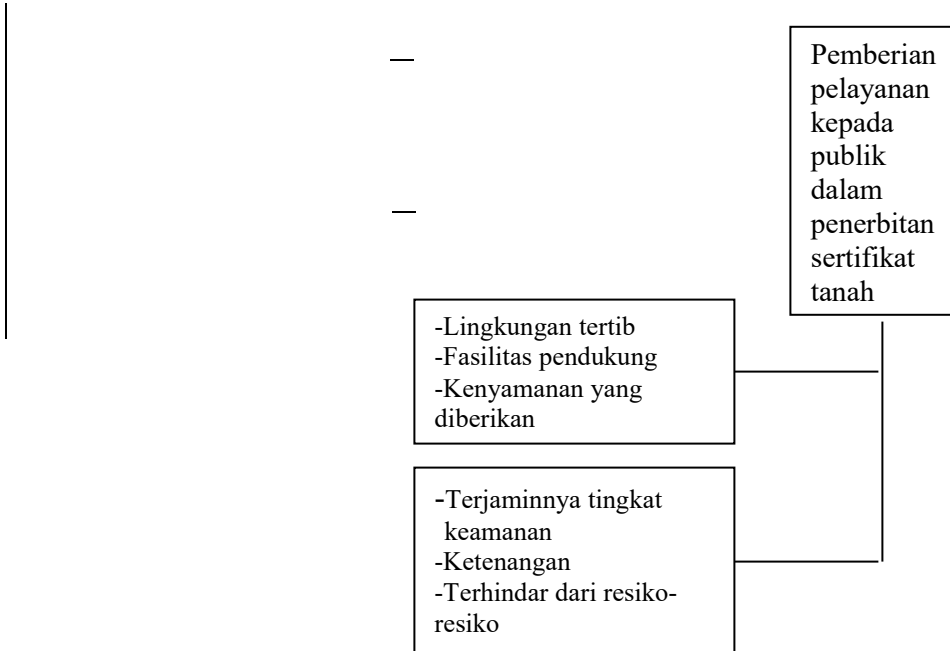 Pemberian
pelayanan
kepada
publik
dalam
penerbitan
sertifikat
tanah
-Lingkungan tertib
-Fasilitas pendukung
-Kenyamanan yang
diberikan
-Terjaminnya tingkat
keamanan
-Ketenangan
-Terhindar dari resiko-
resiko